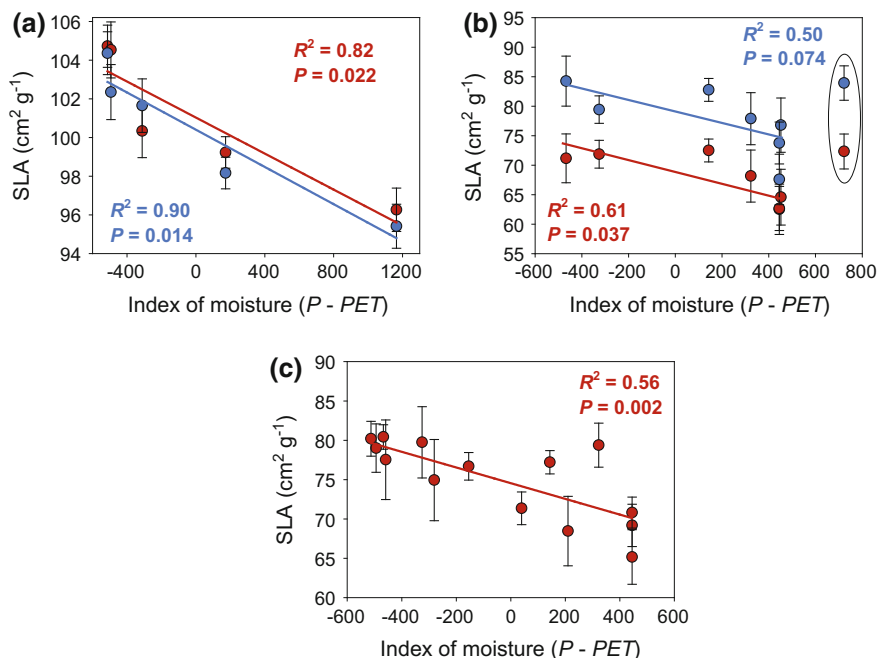 (a)
106
104
102
100
98
96
94
SLA (cm² g⁻¹)
R² = 0.82
P = 0.022
R² = 0.90
P = 0.014
-400 0 400 800 1200
Index of moisture (P - PET)
(b)
100
95
90
85
80
75
70
65
60
55
SLA (cm² g⁻¹)
R² = 0.50
P = 0.074
R² = 0.61
P = 0.037
-600 -400 -200 0 200 400 600 800
Index of moisture (P - PET)
(c)
90
85
80
75
70
65
60
SLA (cm² g⁻¹)
R² = 0.56
P = 0.002
-600 -400 -200 0 200 400 600
Index of moisture (P - PET)